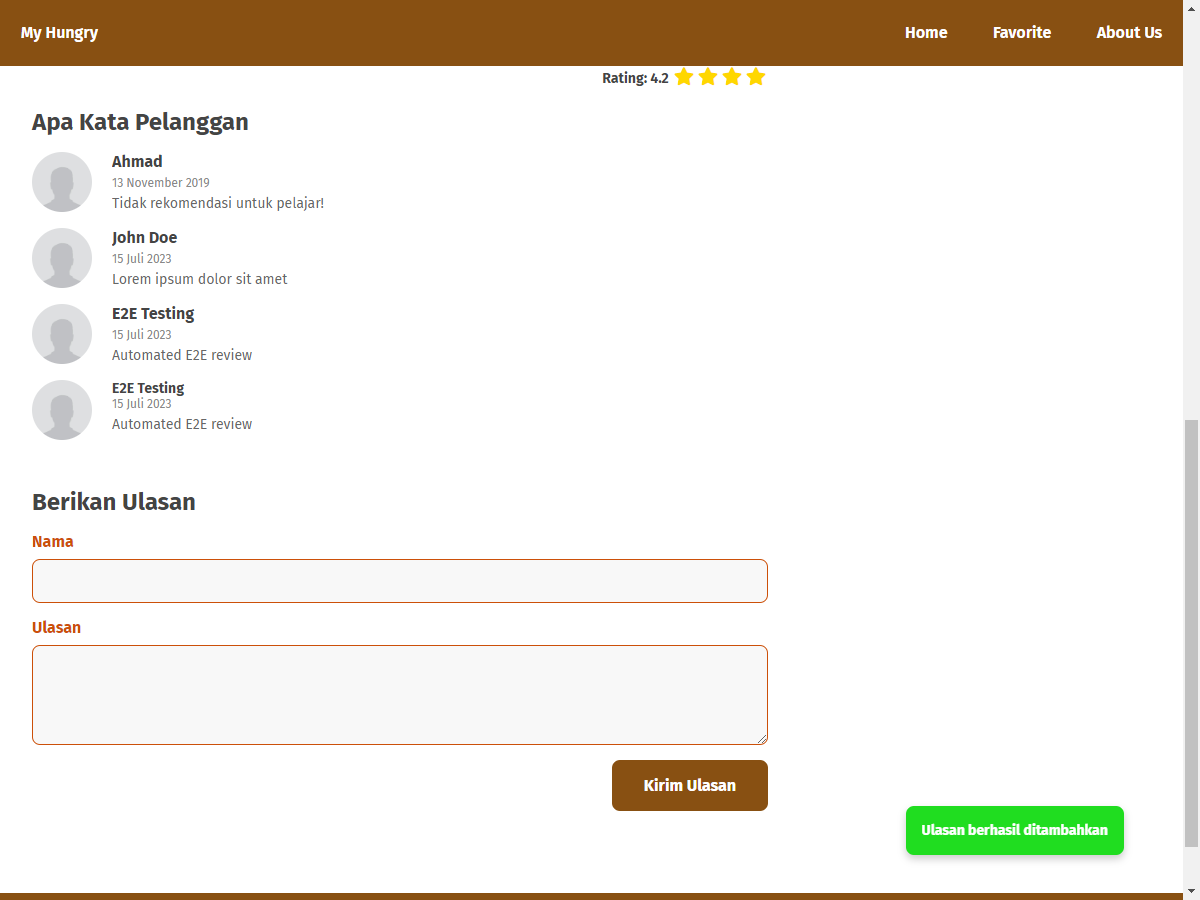 My Hungry
Home
Favorite
About Us
Rating: 4.2
Apa Kata Pelanggan
Ahmad
13 November 2019
Tidak rekomendasi untuk pelajar!
John Doe
15 Juli 2023
Lorem ipsum dolor sit amet
E2E Testing
15 Juli 2023
Automated E2E review
E2E Testing
15 Juli 2023
Automated E2E review
Berikan Ulasan
Nama
Ulasan
Kirim Ulasan
Ulasan berhasil ditambahkan